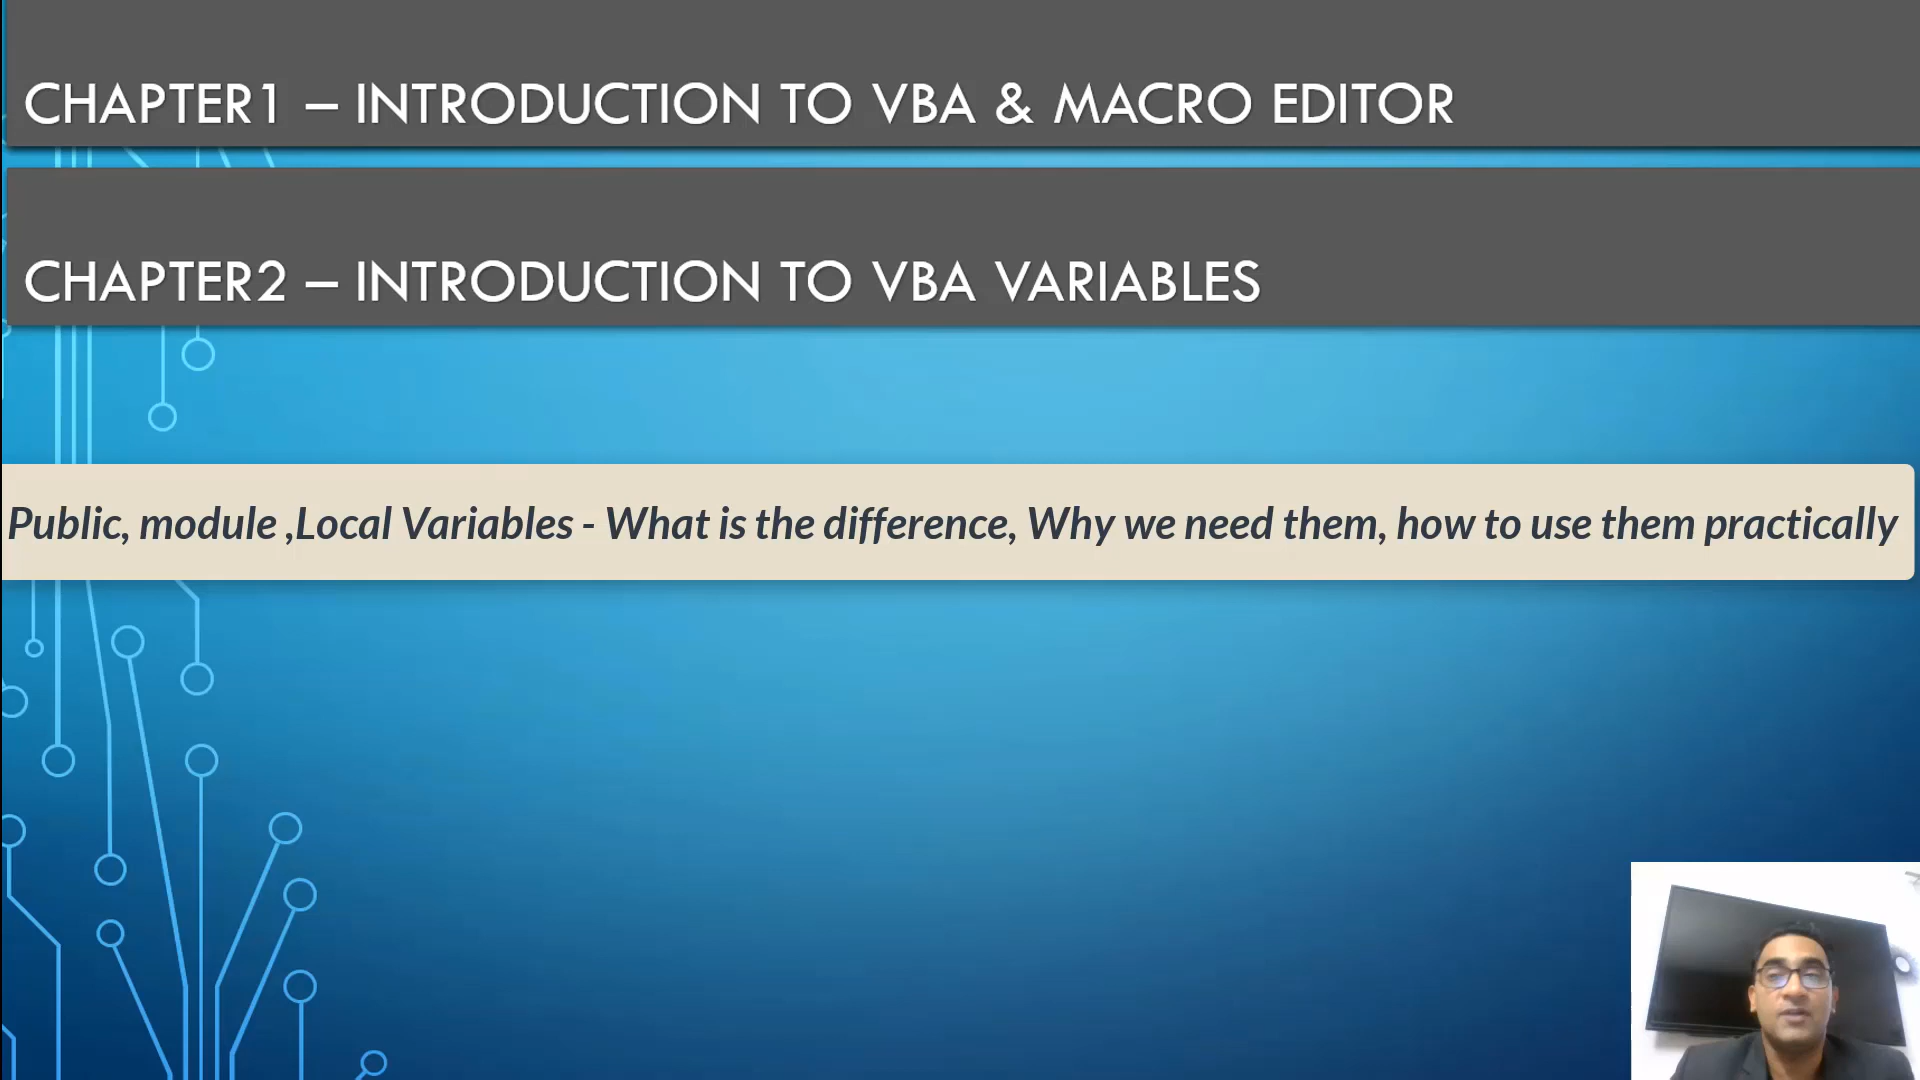 CHAPTER1 – INTRODUCTION TO VBA & MACRO EDITOR
CHAPTER2 – INTRODUCTION TO VBA VARIABLES
Public, module ,Local Variables - What is the difference, Why we need them, how to use them practically